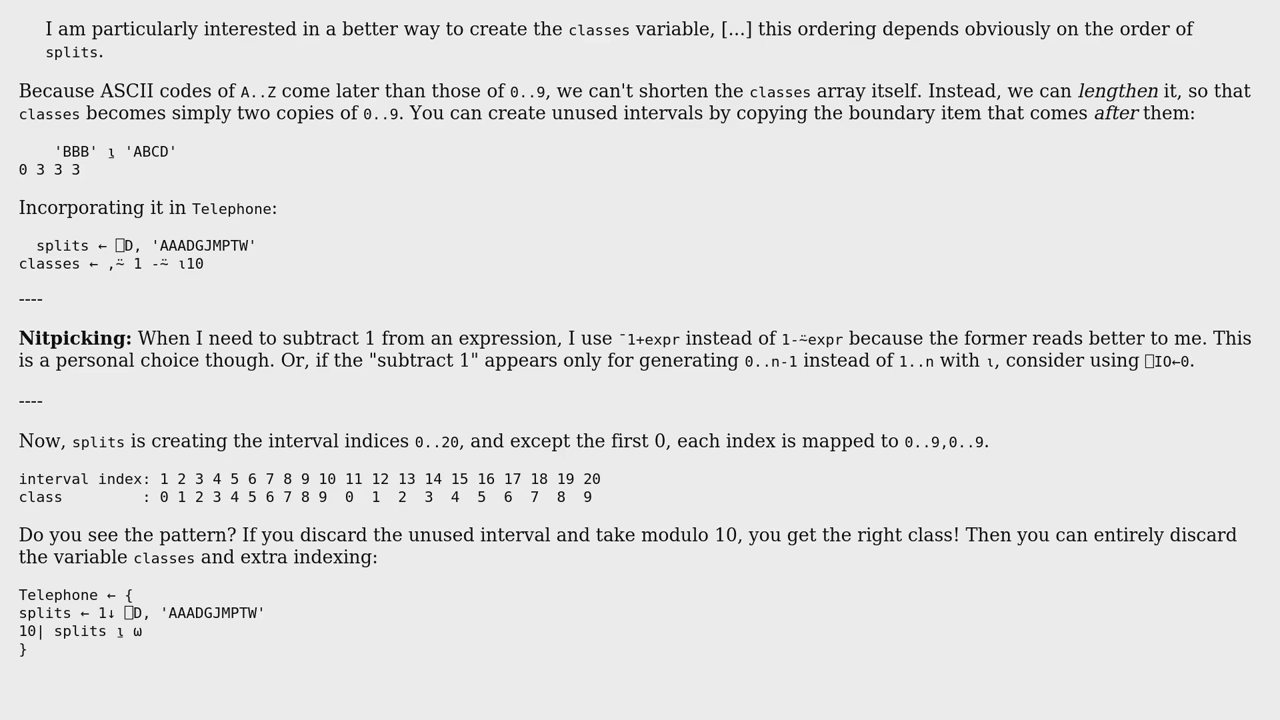 I am particularly interested in a better way to create the classes variable, [...] this ordering depends obviously on the order of
splits.
Because ASCII codes of A..Z come later than those of 0..9, we can't shorten the classes array itself. Instead, we can lengthen it, so that
classes becomes simply two copies of 0..9. You can create unused intervals by copying the boundary item that comes after them:
    'BBB' ⍸ 'ABCD'
0 3 3 3
Incorporating it in Telephone:
  splits ← ⎕D, 'AAADGJMPTW'
classes ← ,⍨ 1 -⍨ ⍳10
----
Nitpicking: When I need to subtract 1 from an expression, I use ¯1+expr instead of 1-⍨expr because the former reads better to me. This
is a personal choice though. Or, if the "subtract 1" appears only for generating 0..n-1 instead of 1..n with ⍳, consider using ⎕IO←0.
----
Now, splits is creating the interval indices 0..20, and except the first 0, each index is mapped to 0..9,0..9.
interval index: 1 2 3 4 5 6 7 8 9 10 11 12 13 14 15 16 17 18 19 20
class         : 0 1 2 3 4 5 6 7 8 9  0  1  2  3  4  5  6  7  8  9
Do you see the pattern? If you discard the unused interval and take modulo 10, you get the right class! Then you can entirely discard
the variable classes and extra indexing:
Telephone ← {
splits ← 1↓ ⎕D, 'AAADGJMPTW'
10| splits ⍸ ⍵
}